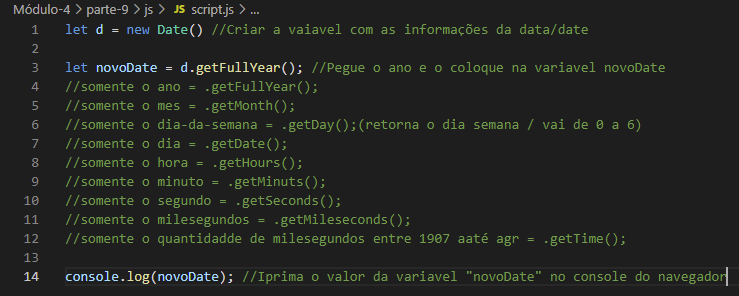 Módulo-4 > parte-9 > js > JS script.js > ...
1 let d = new Date() //Criar a vaiavel com as informações da data/date
2
3 let novoDate = d.getFullYear(); //Pegue o ano e o coloque na variavel novoDate
4 //somente o ano = .getFullYear();
5 //somente o mes = .getMonth();
6 //somente o dia-da-semana = .getDay();(retorna o dia semana / vai de 0 a 6)
7 //somente o dia = .getDate();
8 //somente o hora = .getHours();
9 //somente o minuto = .getMinuts();
10 //somente o segundo = .getSeconds();
11 //somente o milesegundos = .getMileseconds();
12 //somente o quantidadde de milesegundos entre 1907 aaté agr = .getTime();
13
14 console.log(novoDate); //Iprima o valor da variavel "novoDate" no console do navegador